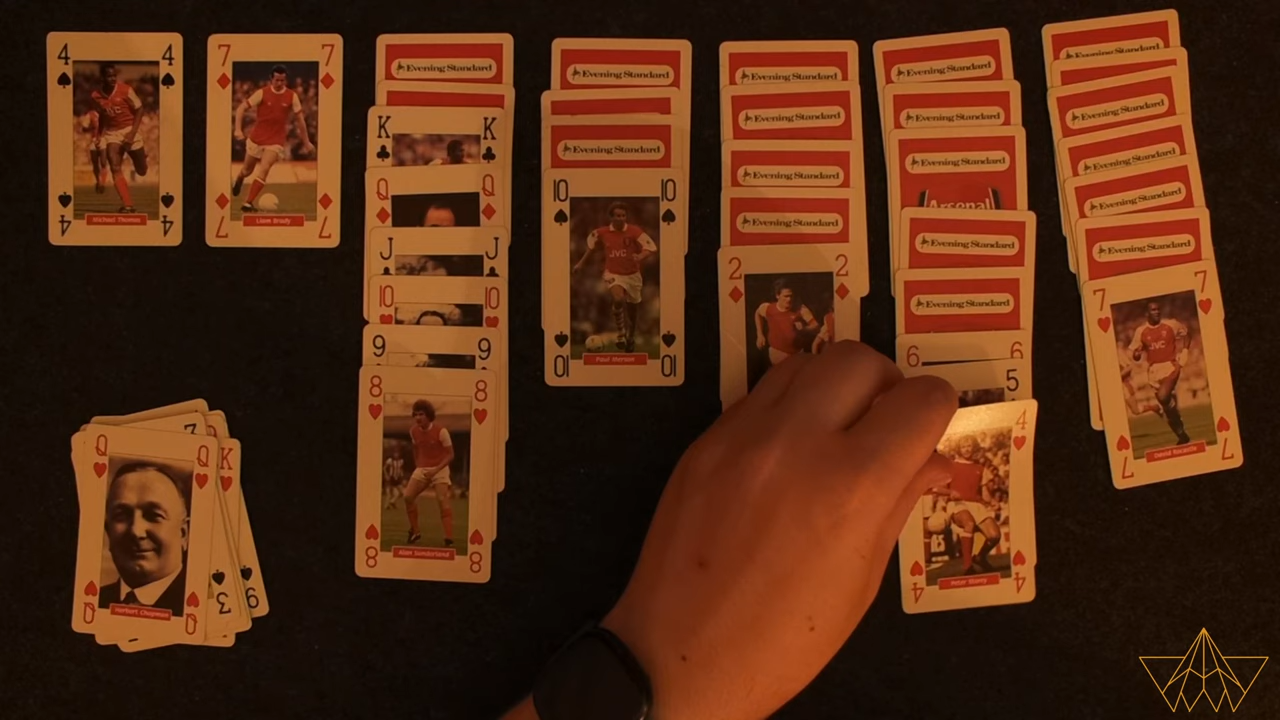 4 4
Michael Thomas
4 4
7 7
Liam Brady
7 7
Evening Standard
K K
Q Q
J J
10 10
9 9
8 8
Alan Sunderland
8 8
Evening Standard
Evening Standard
10 10
JVC
Paul Merson
10 10
Evening Standard
Evening Standard
Evening Standard
Evening Standard
2 2
Evening Standard
Evening Standard
Evening Standard
Arsenal
Evening Standard
Evening Standard
6 6
5
4
Peter Storey
4
Evening Standard
Evening Standard
Evening Standard
Evening Standard
Evening Standard
7 7
JVC
David Rocastle
7 7
7
Q Q
K
Herbert Chapman
Q Q
3
6